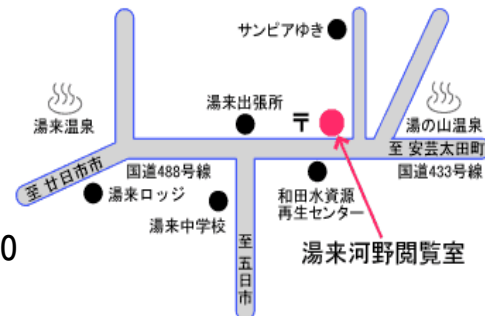 サンピアゆき
湯来出張所
〒
湯来温泉
湯の山温泉
至 安芸太田町
至 廿日市市
国道488号線
国道433号線
湯来ロッジ
和田水資源
再生センター
湯来中学校
至 五日市
湯来河野閲覧室
0